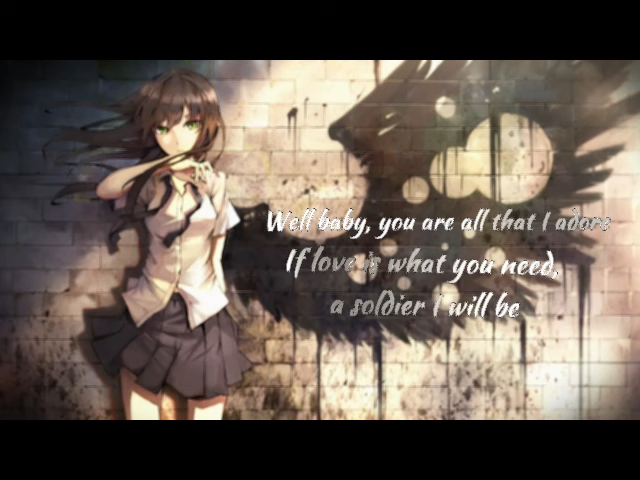 Well baby, you are all that I adore
If love is what you need,
a soldier I will be